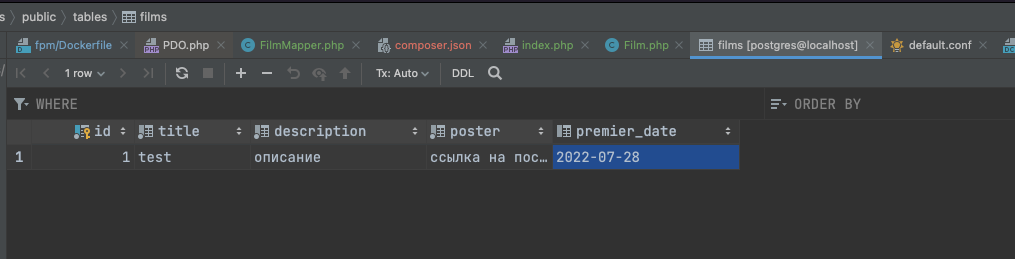 s public tables films
fpm/Dockerfile PDO.php FilmMapper.php composer.json index.php Film.php films [postgres@localhost] default.conf
1 row Tx: Auto DDL
WHERE ORDER BY
id title description poster premier_date
1 1 test описание ссылка на пос… 2022-07-28